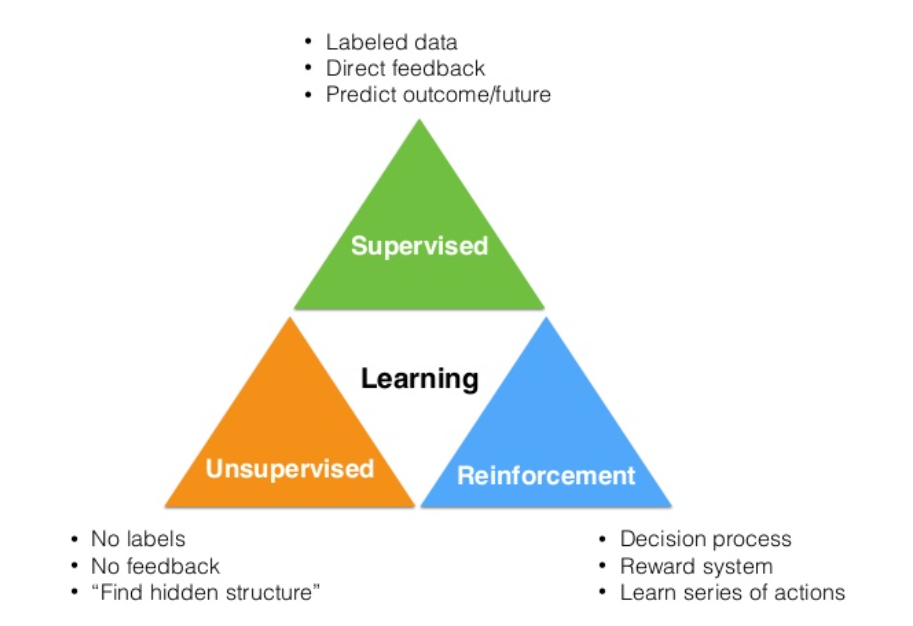 • Labeled data
• Direct feedback
• Predict outcome/future
Supervised
Learning
Unsupervised
Reinforcement
• No labels
• No feedback
• “Find hidden structure”
• Decision process
• Reward system
• Learn series of actions